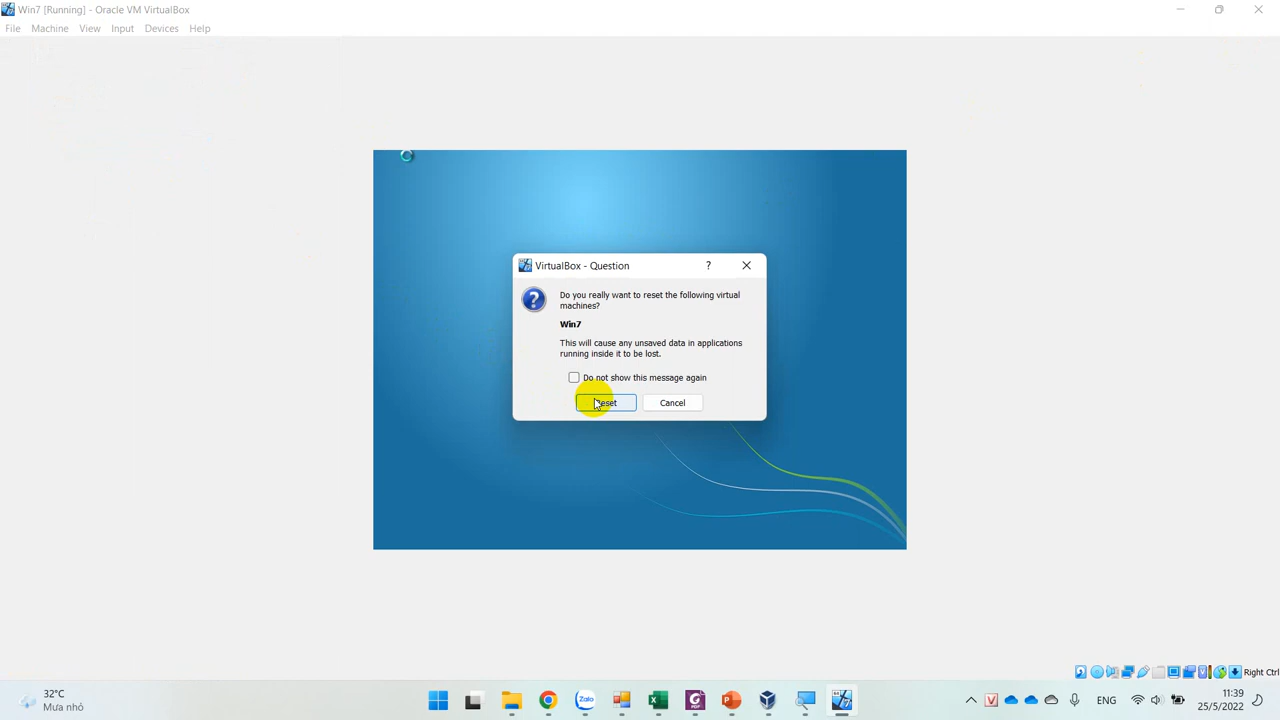 Win7 [Running] - Oracle VM VirtualBox
File Machine View Input Devices Help
VirtualBox - Question
?
Do you really want to reset the following virtual
machines?
Win7
This will cause any unsaved data in applications
running inside it to be lost.
Do not show this message again
Cancel
Right Ctrl
32°C
Mưa nhỏ
Zalo
ENG
11:39
25/5/2022